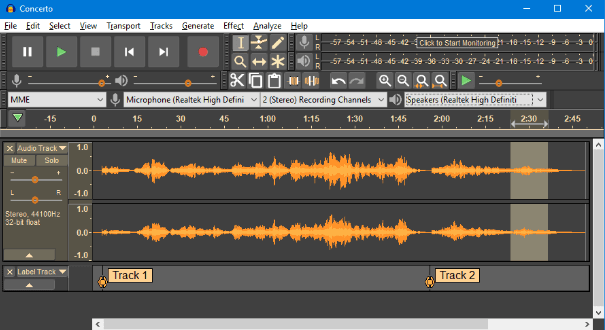 Concerto
File Edit Select View Transport Tracks Generate Effect Analyze Help
L
R
-57 -54 -51 -48 -45 -42- Click to Start Monitoring -21 -18 -15 -12 -9 -6 -3 0
L
R
-57 -54 -51 -48 -45 -42 -39 -36 -33 -30 -27 -24 -21 -18 -15 -12 -9 -6 -3 0
- + - + - +
MME Microphone (Realtek High Defini 2 (Stereo) Recording Channels Speakers (Realtek High Definiti
-15 0 15 30 45 1:00 1:15 1:30 1:45 2:00 2:15 2:30 2:45
Audio Track
Mute Solo
- +
L R
Stereo, 44100Hz
32-bit float
1.0
0.0
-1.0
1.0
0.0
-1.0
Label Track
Track 1 Track 2